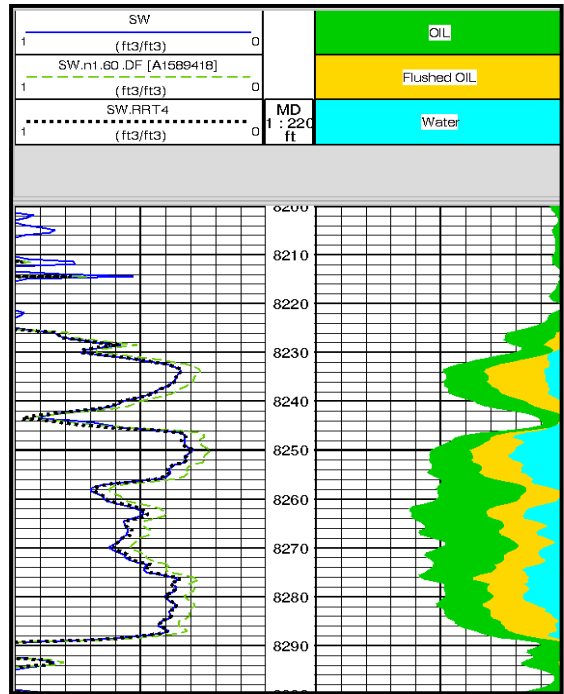 SW
1 (ft3/ft3) 0
SW.n1.60.DF [A1589418]
1 (ft3/ft3) 0
SW.RRT4
1 (ft3/ft3) 0
MD
1 : 220
ft
OIL
Flushed OIL
Water
8200
8210
8220
8230
8240
8250
8260
8270
8280
8290